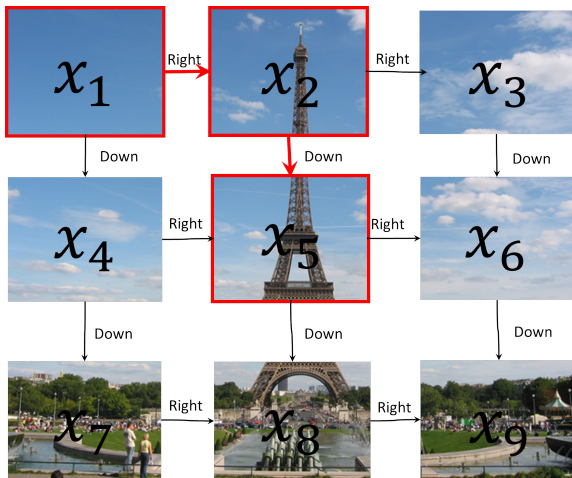 x₁ Right x₂ Right x₃
Down Down Down
x₄ Right x₅ Right x₆
Down Down Down
x₇ Right x₈ Right x₉